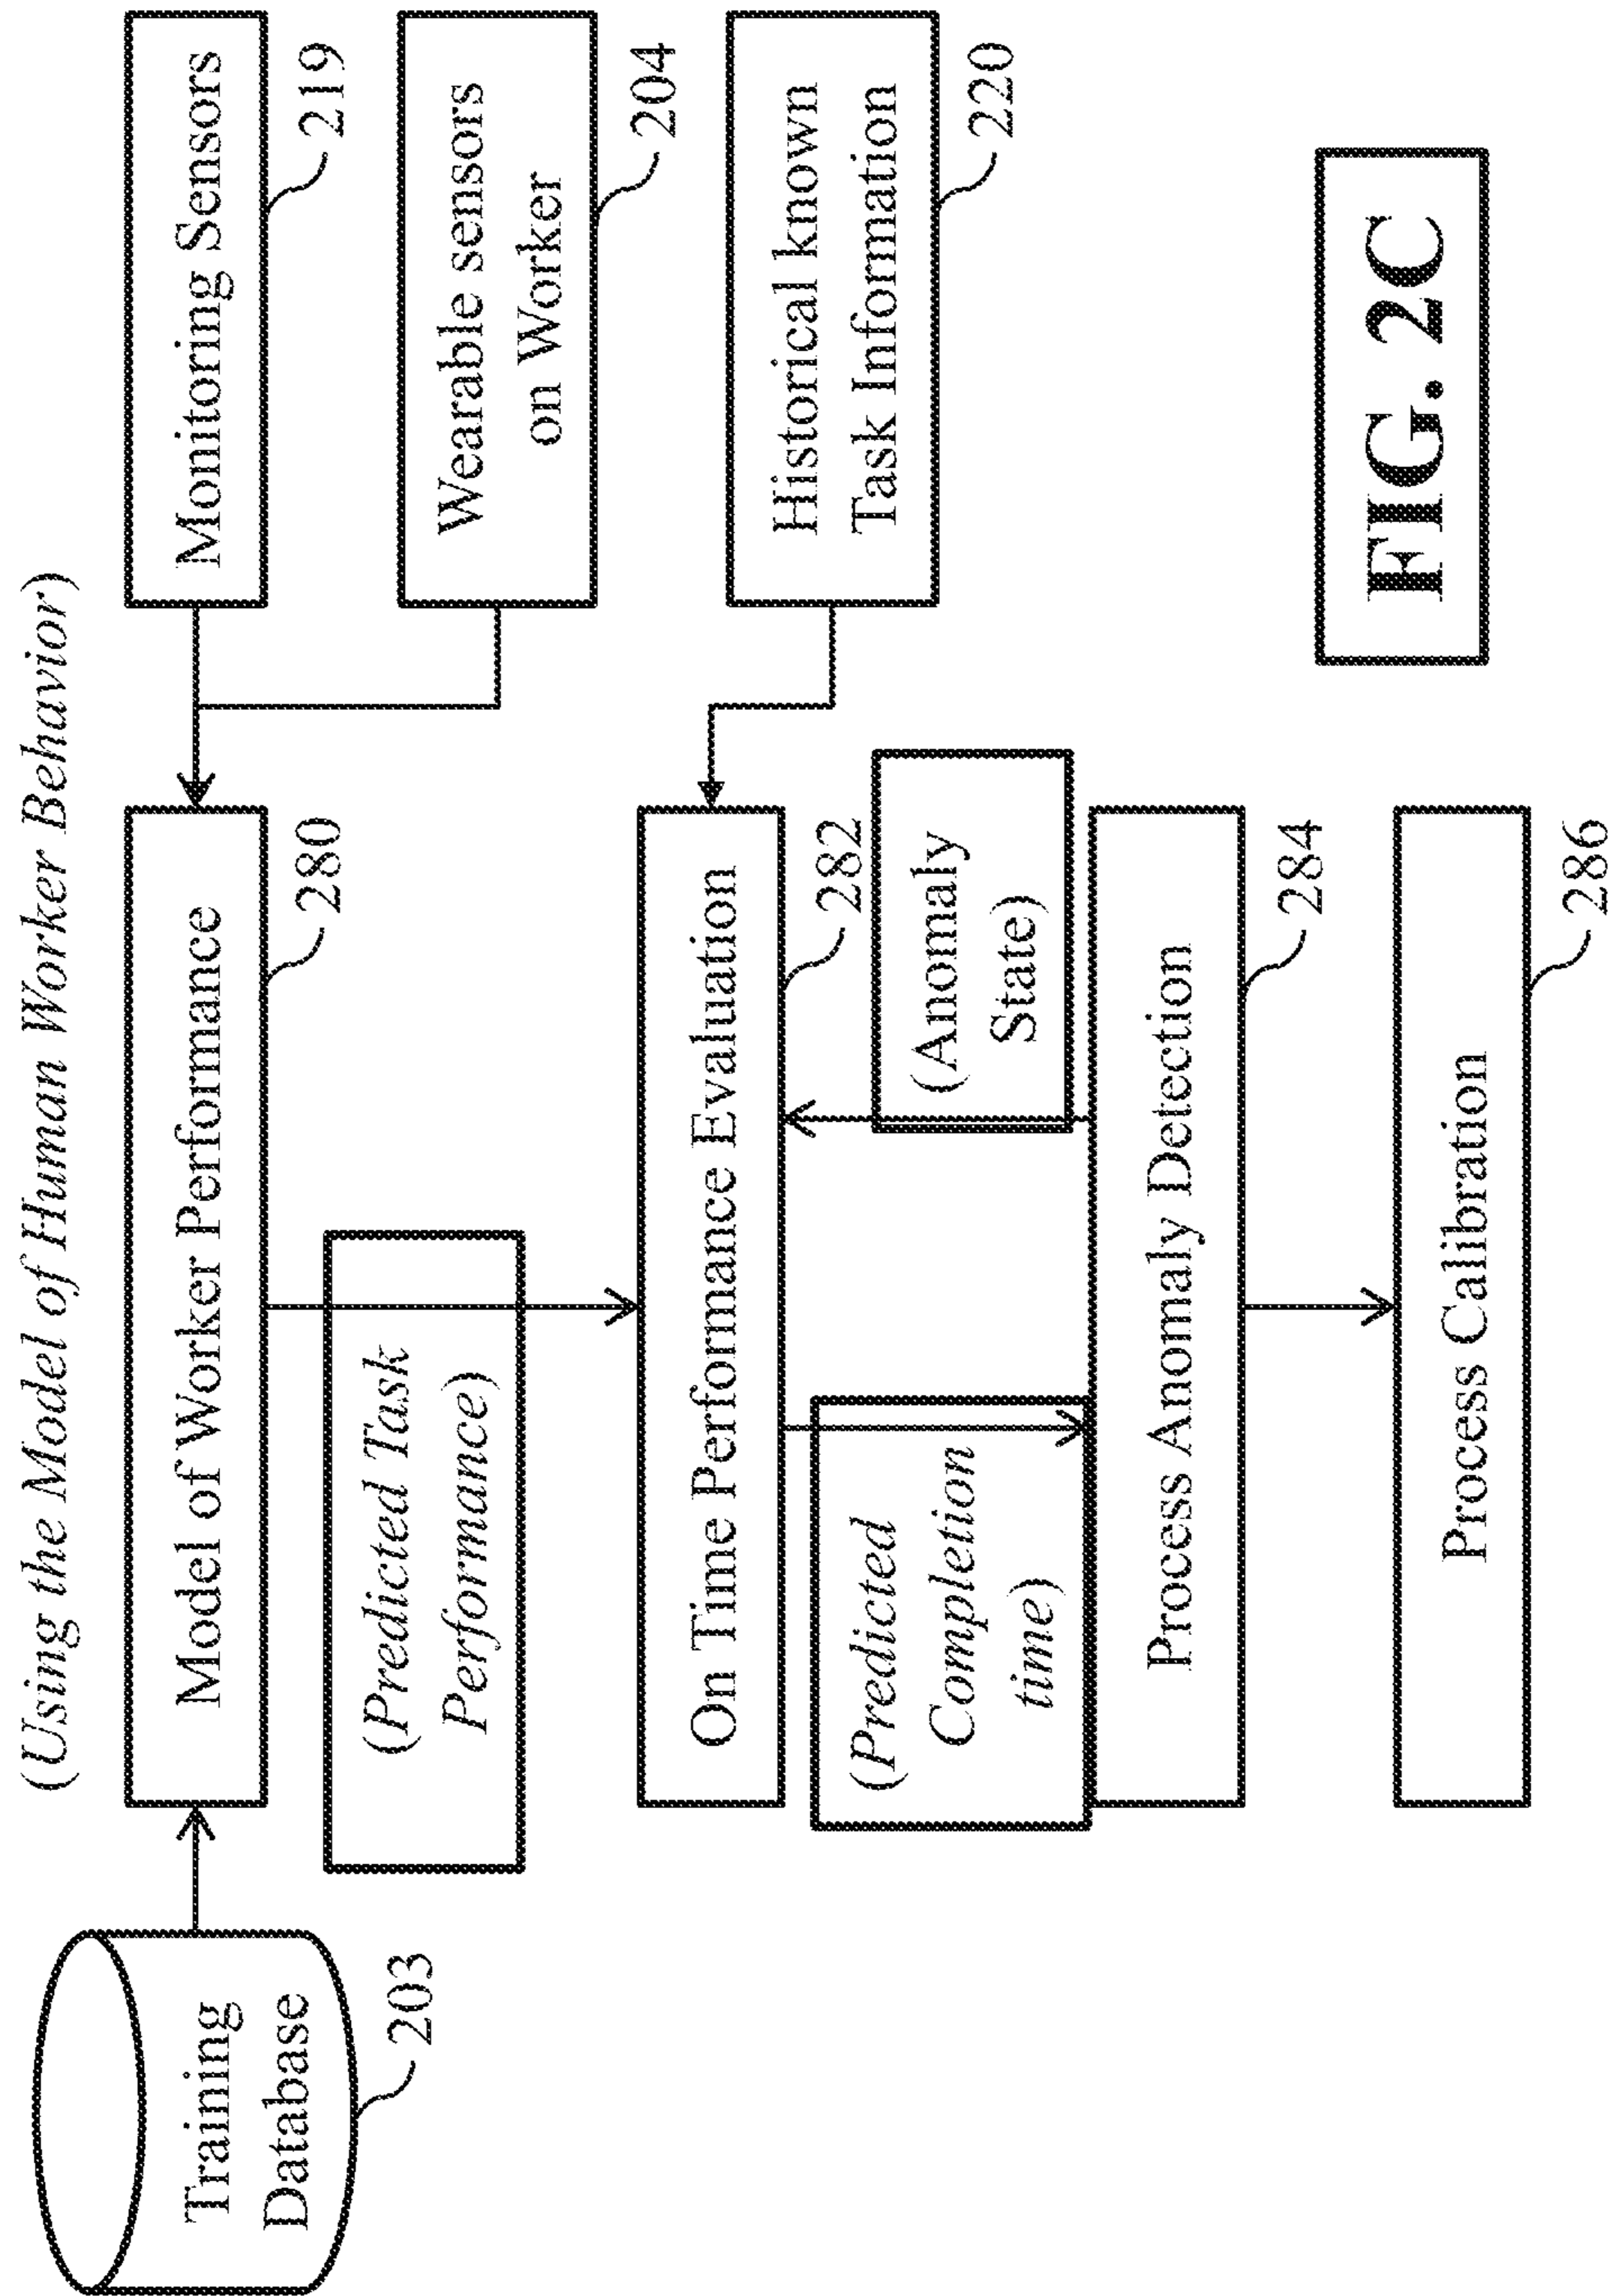 (Using the Model of Human Worker Behavior)
Training
Database
203
Model of Worker Performance
280
Monitoring Sensors
219
Wearable sensors
on Worker
204
(Predicted Task
Performance)
On Time Performance Evaluation
282
Historical known
Task Information
220
(Predicted
Completion
time)
(Anomaly
State)
Process Anomaly Detection
284
Process Calibration
286
FIG. 2C